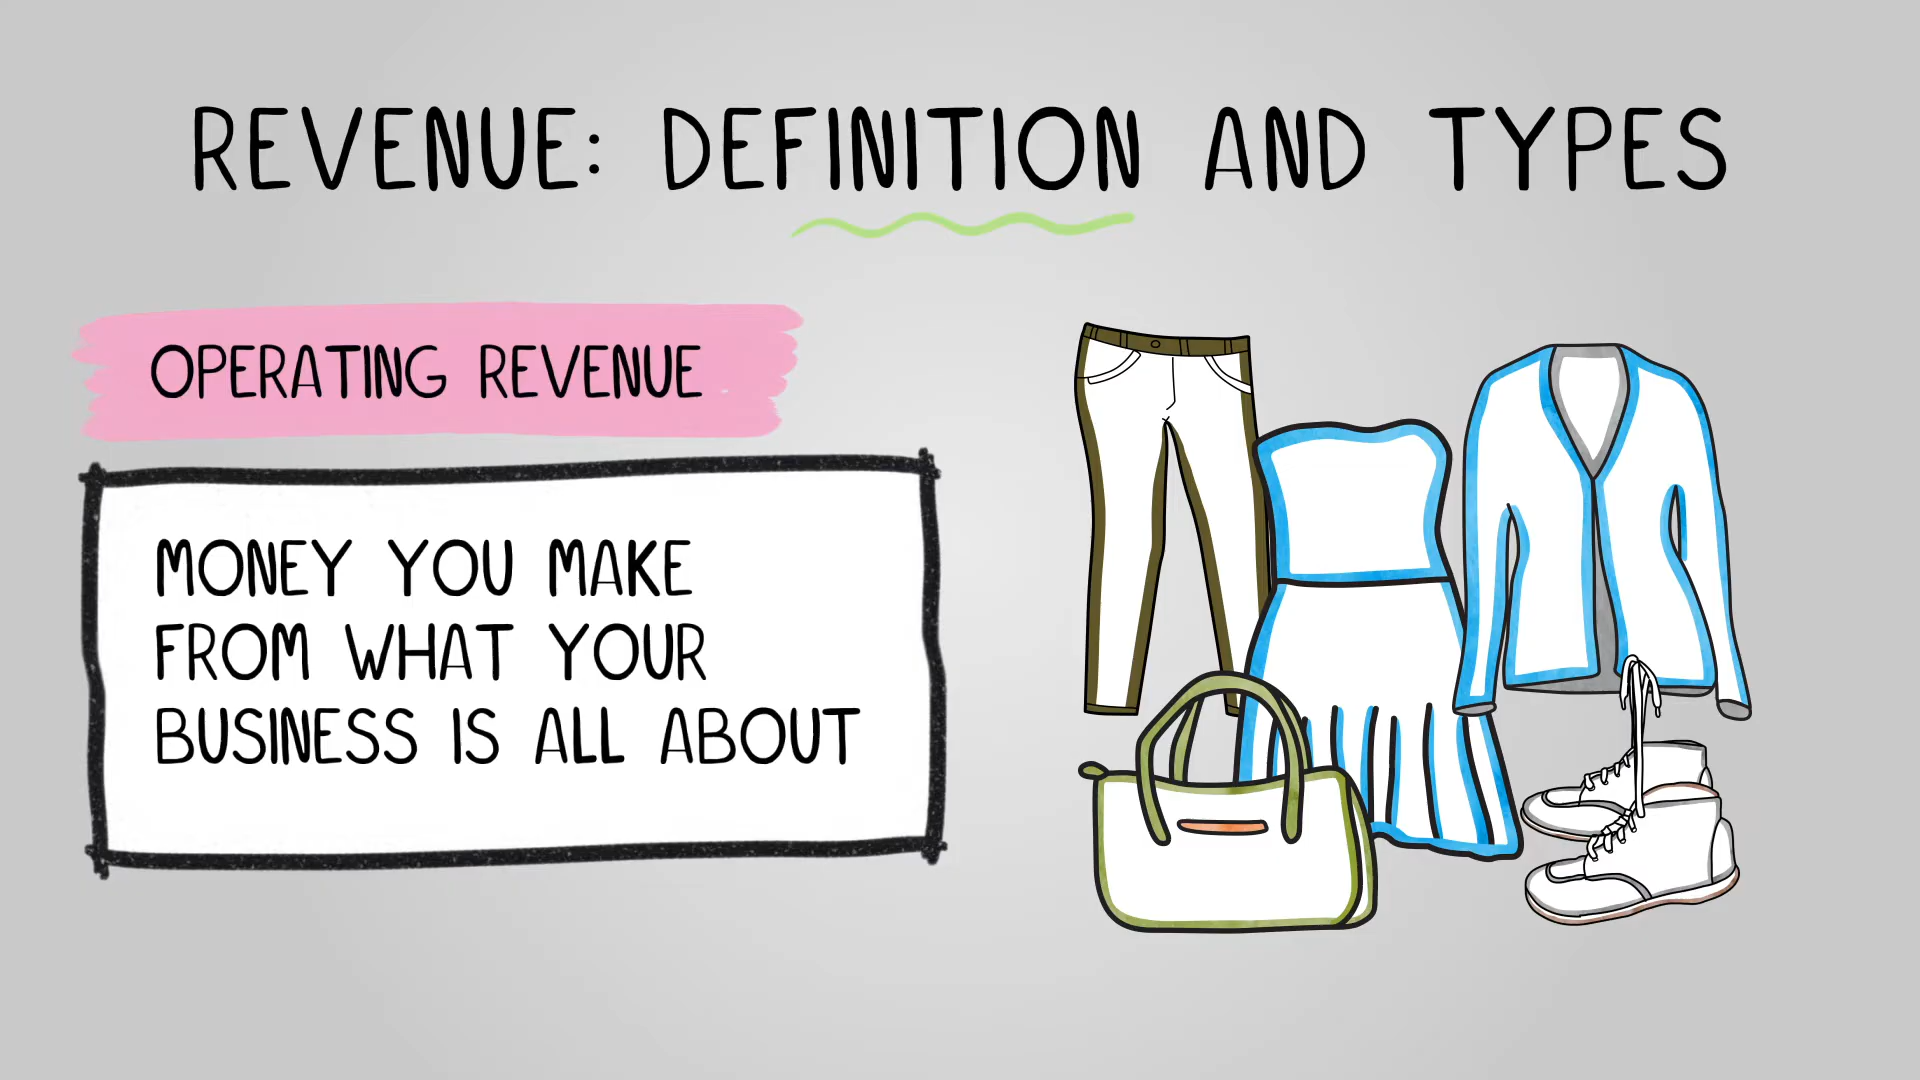 REVENUE: DEFINITION AND TYPES
OPERATING REVENUE
MONEY YOU MAKE
FROM WHAT YOUR
BUSINESS IS ALL ABOUT